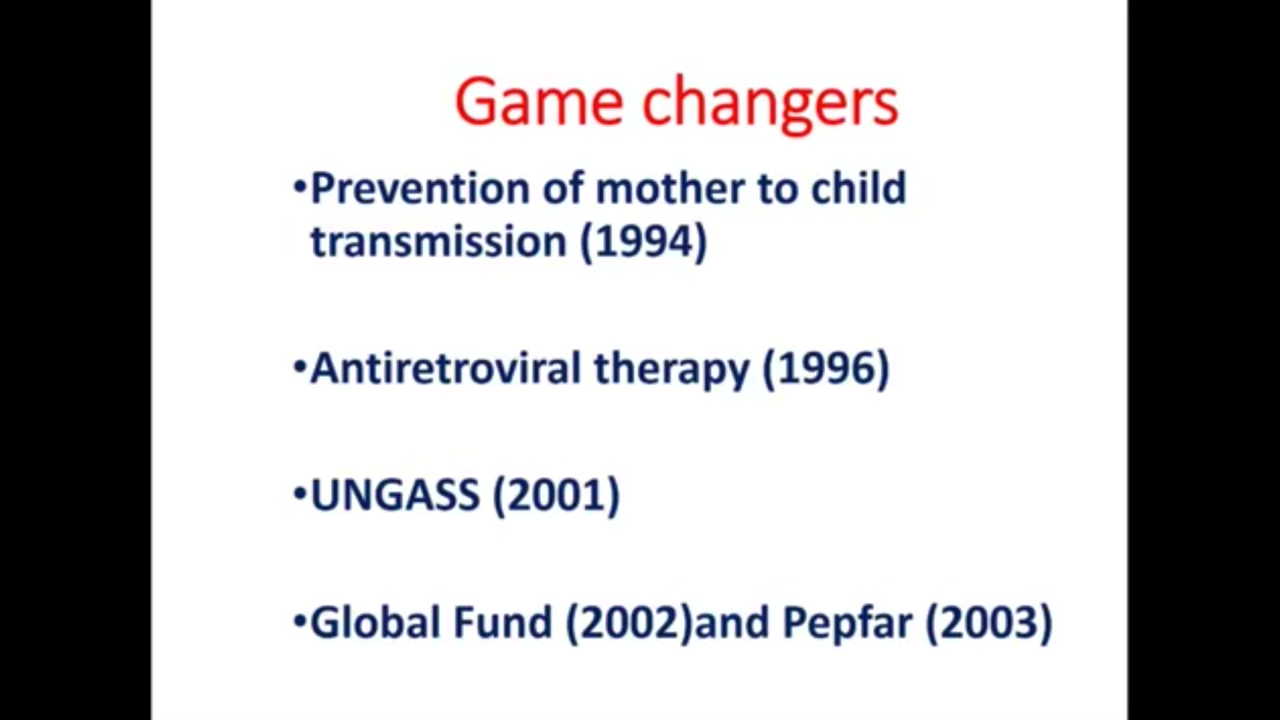 Game changers
•Prevention of mother to child
transmission (1994)
•Antiretroviral therapy (1996)
•UNGASS (2001)
•Global Fund (2002)and Pepfar (2003)